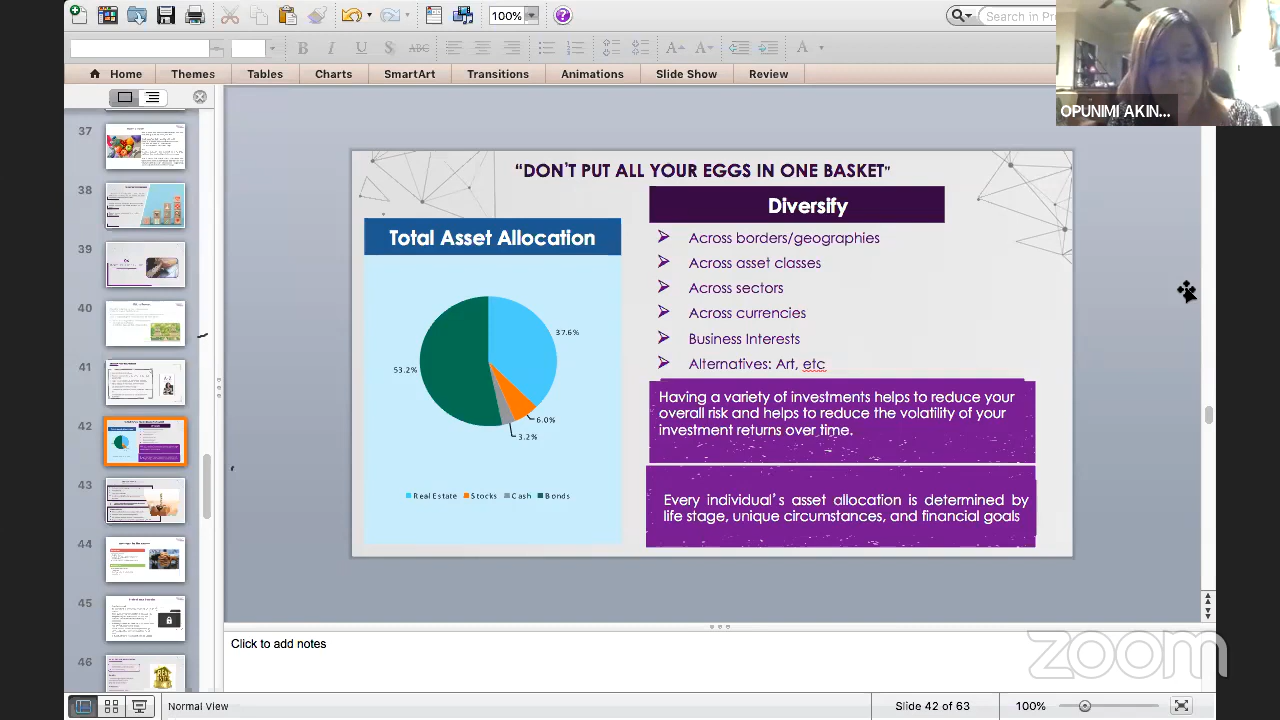 100%
Search in Pr
B I U S ABC
Home Themes Tables Charts SmartArt Transitions Animations Slide Show Review
OPUNIMI AKIN...
37
38
39
40
41
42
43
44
45
46
“DON’T PUT ALL YOUR EGGS IN ONE BASKET”
Total Asset Allocation
37.6%
53.2%
6.0%
3.2%
Real Estate Stocks Cash
Diversify
Across borders/geographies
Across asset classes
Across sectors
Across currencies
Business Interests
Alternatives: Art, etc
Having a variety of investments helps to reduce your
overall risk and helps to reduce the volatility of your
investment returns over time.
Every individual’s asset allocation is determined by
life stage, unique circumstances, and financial goals
Click to add notes
zoom
Normal View
Slide 42 of 63
100%